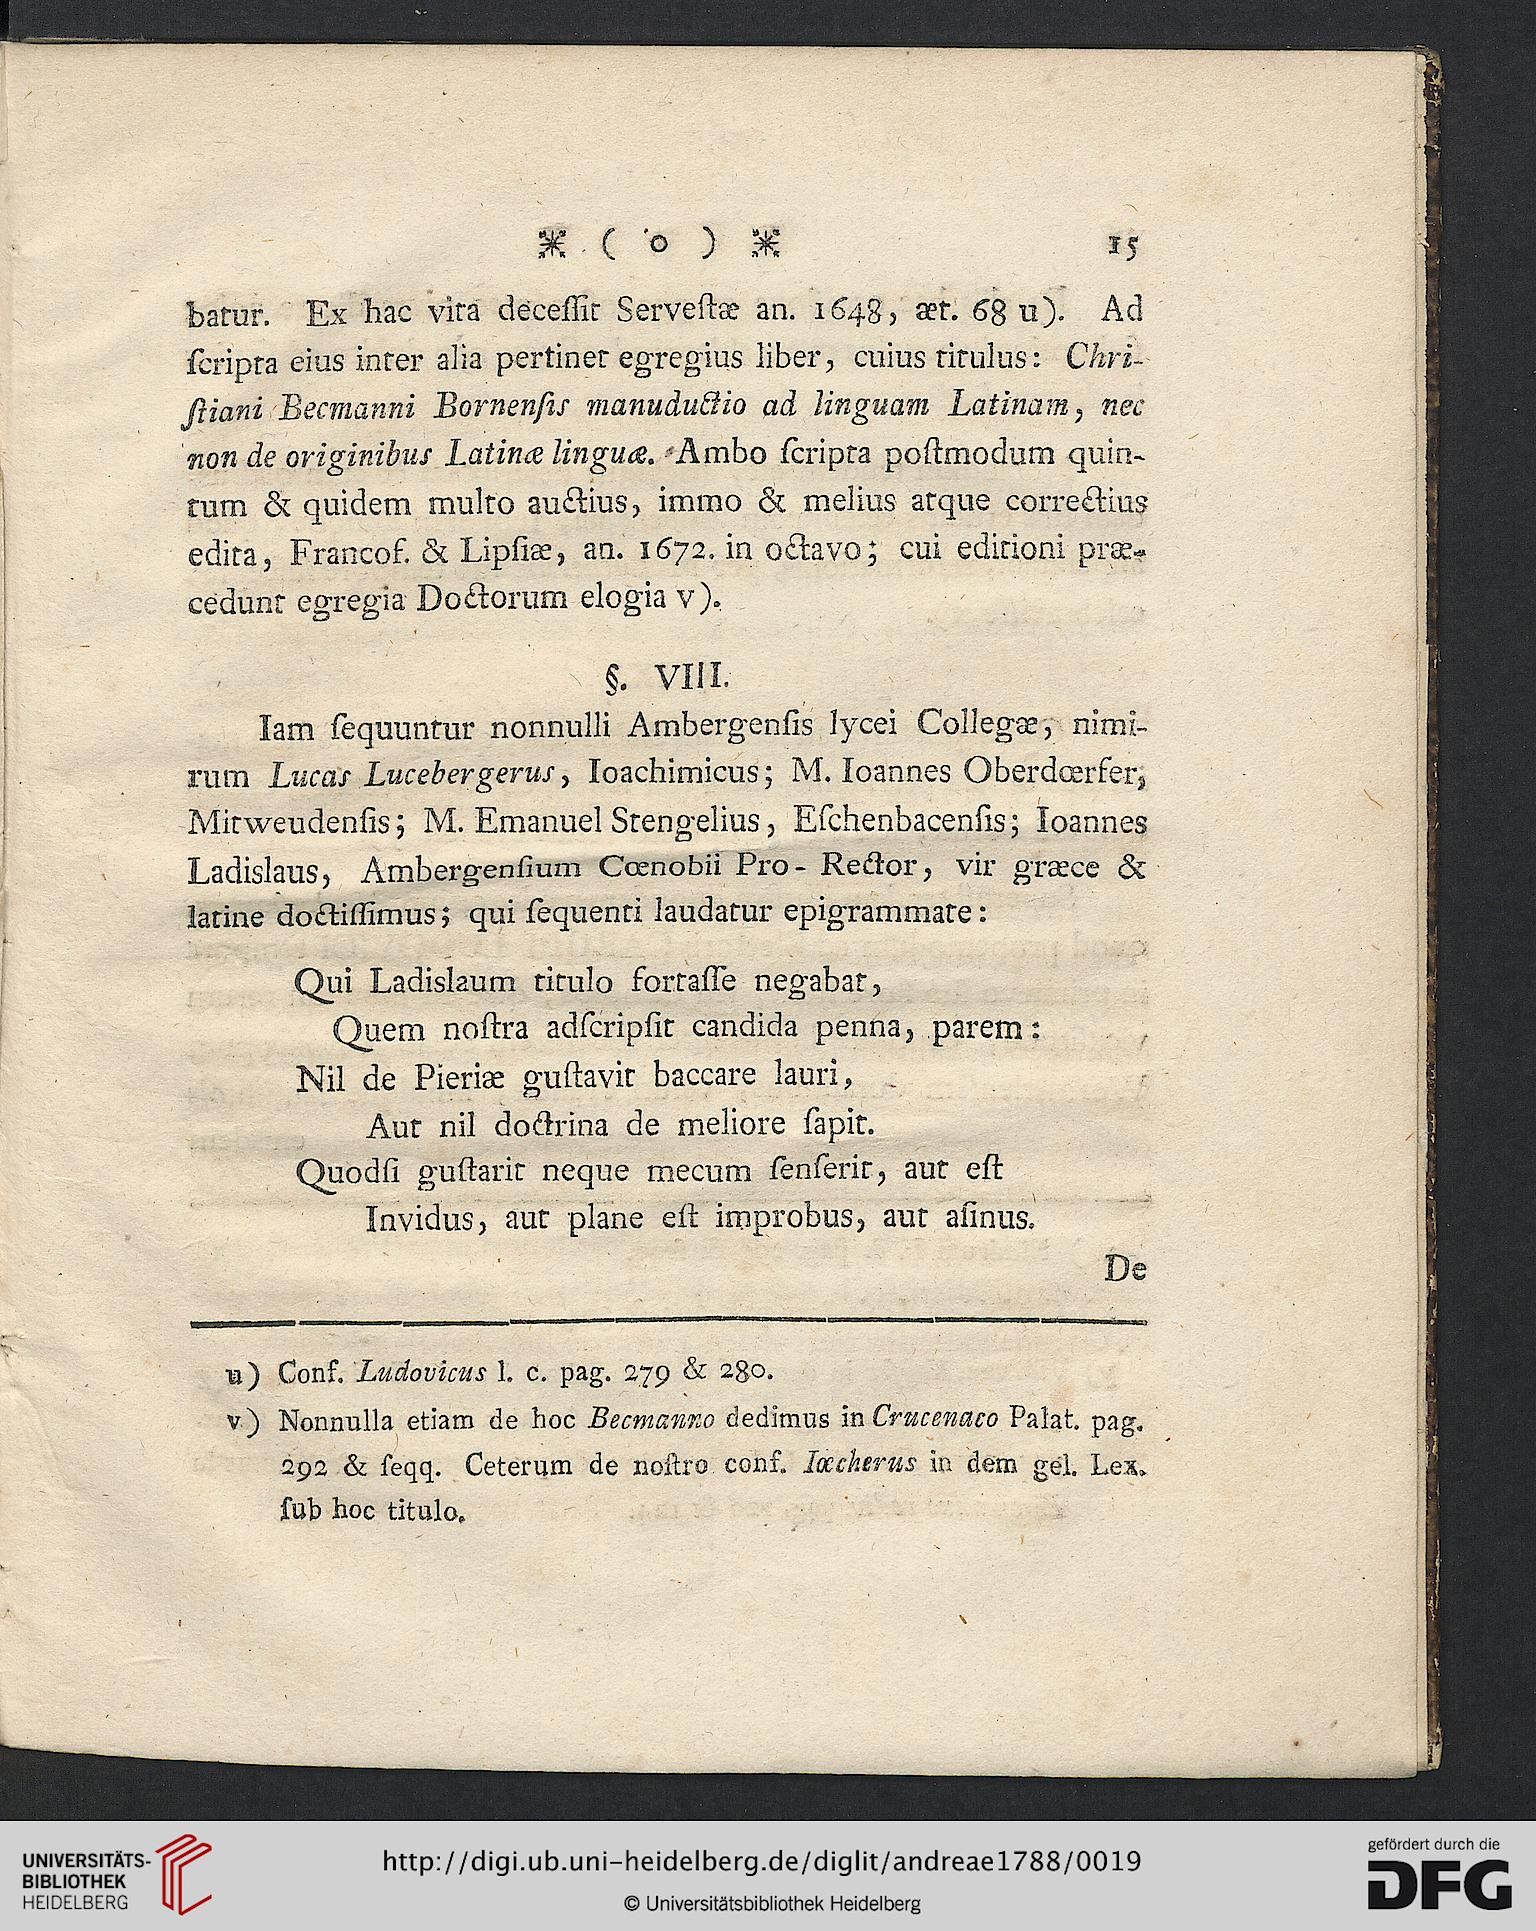 ※ ( o ) ※ 15
batur. Ex hac vita deceſſit Serveſtæ an. 1648, æt. 68 u). Ad
ſcripta eius inter alia pertinet egregius liber, cuius titulus: Chri-
ſtiani Becmanni Bornenſis manuductio ad linguam Latinam, nec
non de originibus Latinæ linguæ. Ambo ſcripta poſtmodum quin-
tum & quidem multo auctius, immo & melius atque correctius
edita, Francof. & Lipſiæ, an. 1672. in octavo; cui editioni præ-
cedunt egregia Doctorum elogia v).
§. VIII.
Iam ſequuntur nonnulli Ambergenſis lycei Collegæ, nimi-
rum Lucas Lucebergerus, Ioachimicus; M. Ioannes Oberdœrfer,
Mitweudenſis; M. Emanuel Stengelius, Eſchenbacenſis; Ioannes
Ladislaus, Ambergenſium Cœnobii Pro-Rector, vir græce &
latine doctiſſimus; qui ſequenti laudatur epigrammate:
Qui Ladislaum titulo fortaſſe negabat,
Quem noſtra adſcripſit candida penna, parem:
Nil de Pieriæ guſtavit baccare lauri,
Aut nil doctrina de meliore ſapit.
Quodſi guſtarit neque mecum ſenſerit, aut eſt
Invidus, aut plane eſt improbus, aut aſinus.
De
u) Conf. Ludovicus l. c. pag. 279 & 280.
v) Nonnulla etiam de hoc Becmanno dedimus in Crucenaco Palat. pag.
292 & ſeqq. Ceterum de noſtro conf. Iœcherus in dem gel. Lex.
ſub hoc titulo.
UNIVERSITÄTS-
BIBLIOTHEK
HEIDELBERG
http://digi.ub.uni-heidelberg.de/diglit/andreae1788/0019
© Universitätsbibliothek Heidelberg
gefördert durch die
DFG